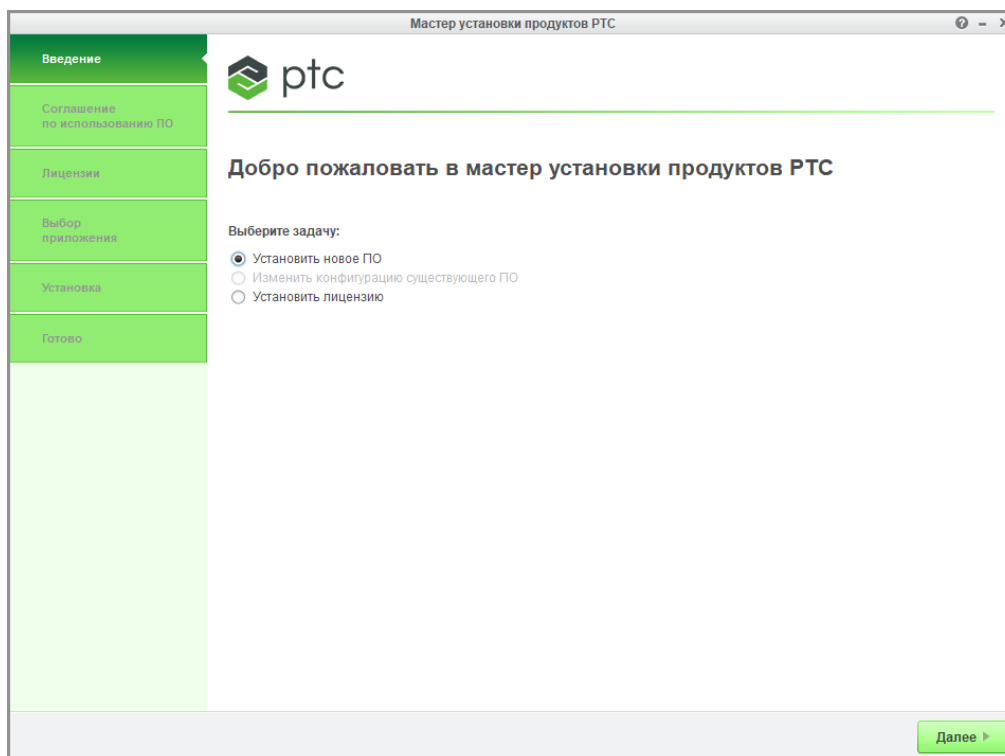 Мастер установки продуктов PTC
Введение
Соглашение
по использованию ПО
Лицензии
Выбор
приложения
Установка
Готово
ptc
Добро пожаловать в мастер установки продуктов PTC
Выберите задачу:
Установить новое ПО
Изменить конфигурацию существующего ПО
Установить лицензию
Далее